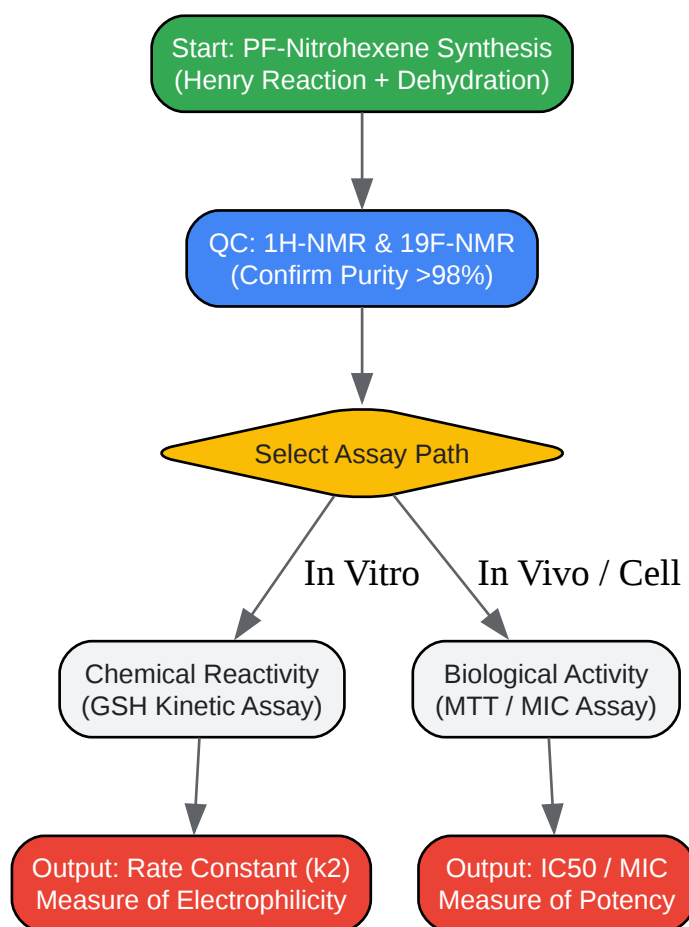 Start: PF-Nitrohexene Synthesis
(Henry Reaction + Dehydration)
QC: 1H-NMR & 19F-NMR
(Confirm Purity >98%)
Select Assay Path
In Vitro
In Vivo / Cell
Chemical Reactivity
(GSH Kinetic Assay)
Biological Activity
(MTT / MIC Assay)
Output: Rate Constant (k2)
Measure of Electrophilicity
Output: IC50 / MIC
Measure of Potency